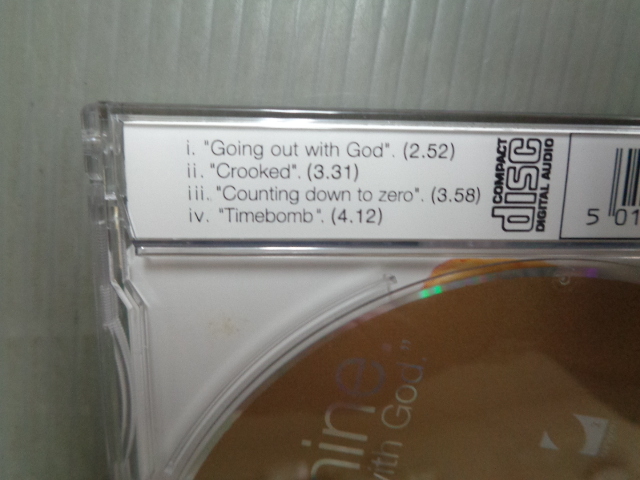 i. "Going out with God". (2.52)
ii. "Crooked". (3.31)
iii. "Counting down to zero". (3.58)
iv. "Timebomb". (4.12)
COMPACT
disc
DIGITAL AUDIO
5 01
with God."